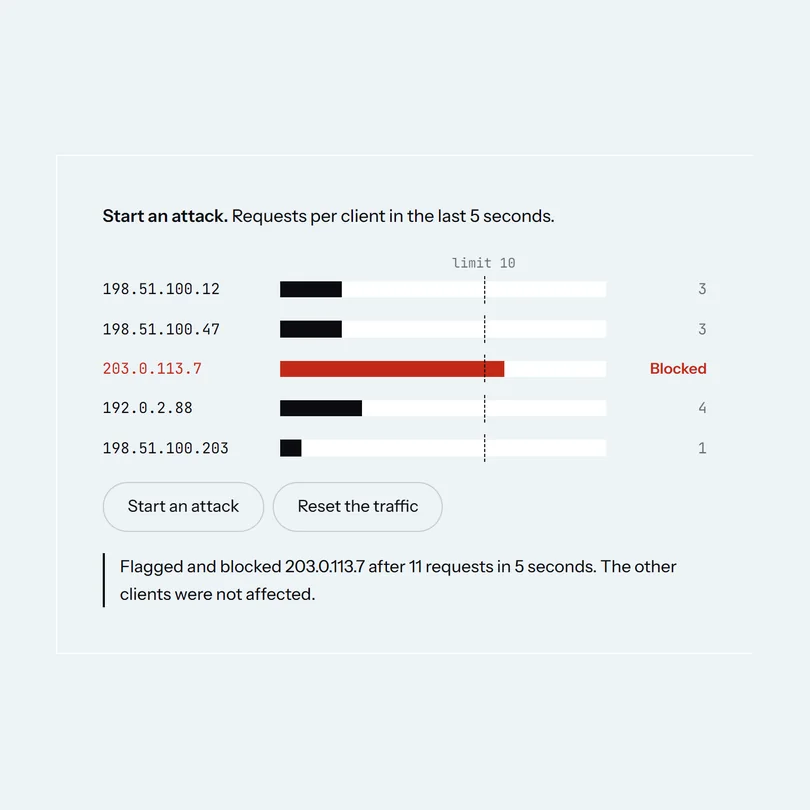 Start an attack. Requests per client in the last 5 seconds.
limit 10
198.51.100.12 3
198.51.100.47 3
203.0.113.7 Blocked
192.0.2.88 4
198.51.100.203 1
Start an attack Reset the traffic
Flagged and blocked 203.0.113.7 after 11 requests in 5 seconds. The other
clients were not affected.